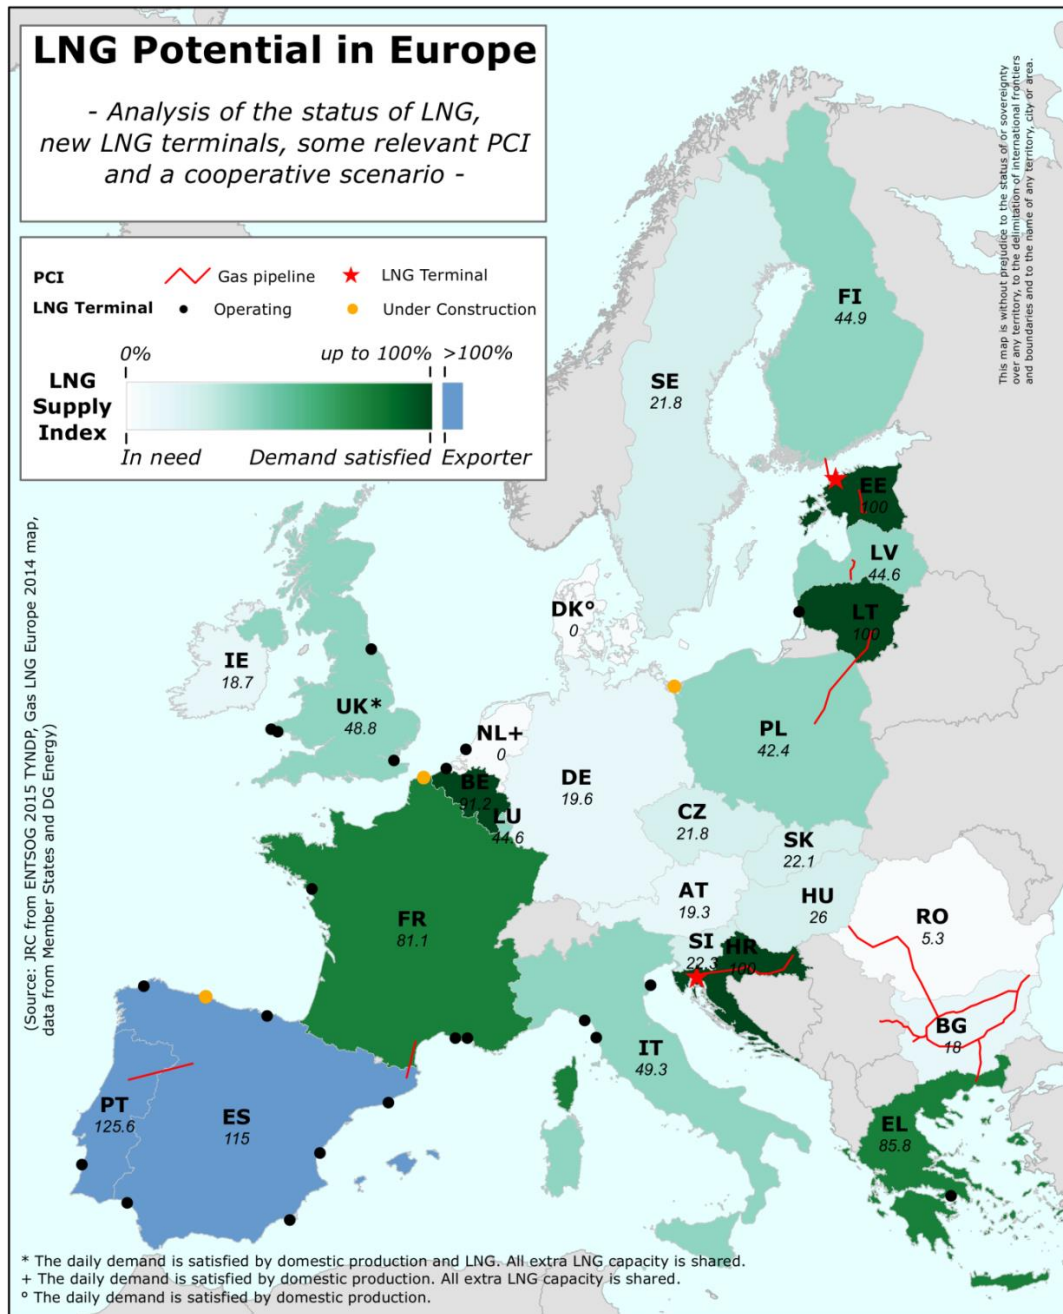 LNG Potential in Europe
- Analysis of the status of LNG,
new LNG terminals, some relevant PCI
and a cooperative scenario -
This map is without prejudice to the status of or sovereignty
over any territory, to the delimitation of international frontiers
and boundaries and to the name of any territory, city or area.
PCI Gas pipeline LNG Terminal
LNG Terminal Operating Under Construction
0% up to 100% >100%
LNG
Supply
Index
In need Demand satisfied Exporter
FI
44.9
SE
21.8
EE
100
LV
44.6
DK°
0
LT
100
IE
18.7
UK*
48.8
NL+
0
PL
42.4
BE
91.2
DE
19.6
LU
44.6
CZ
21.8
SK
22.1
AT
19.3
HU
26
FR
81.1
RO
5.3
SI
22.3
HR
100
BG
18
IT
49.3
PT
125.6
ES
115
EL
85.8
(Source: JRC from ENTSOG 2015 TYNDP, Gas LNG Europe 2014 map,
data from Member States and DG Energy)
* The daily demand is satisfied by domestic production and LNG. All extra LNG capacity is shared.
+ The daily demand is satisfied by domestic production. All extra LNG capacity is shared.
° The daily demand is satisfied by domestic production.